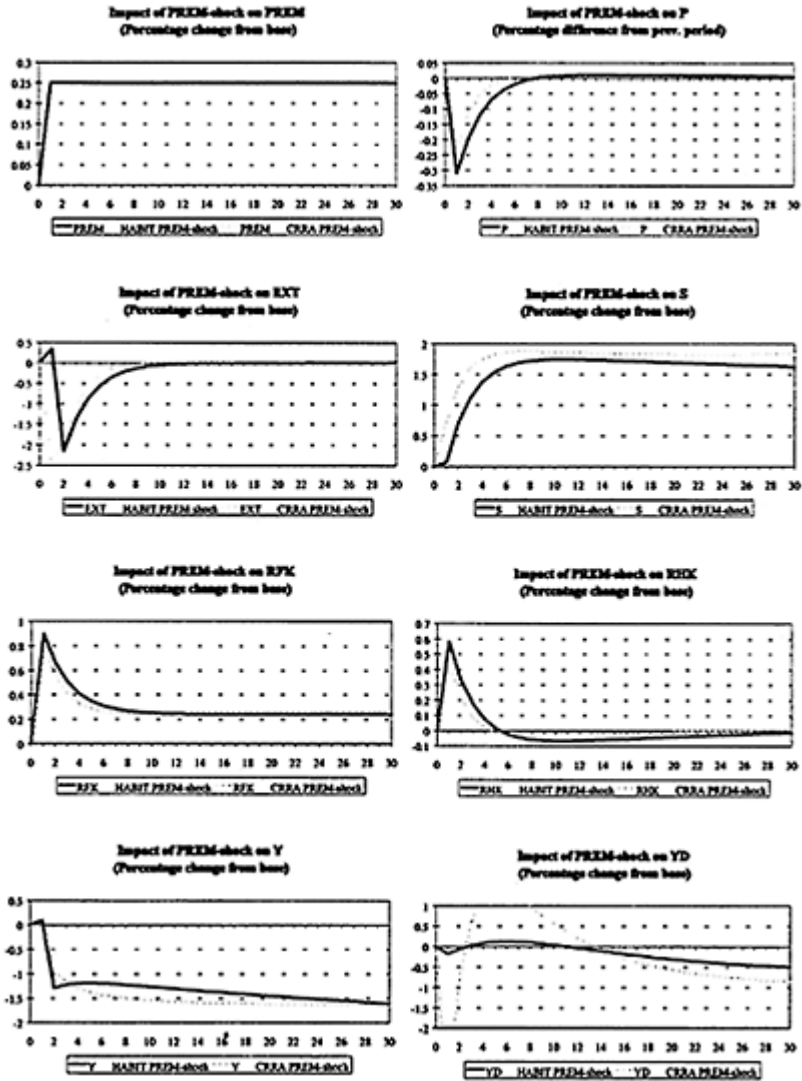 Impact of PREM-shock on PREM
(Percentage change from base)
0.3
0.25
0.2
0.15
0.1
0.05
0
0 2 4 6 8 10 12 14 16 18 20 22 24 26 28 30
PREM HABIT PREM-shock PREM CRRA PREM-shock
Impact of PREM-shock on P
(Percentage difference from prev. period)
0.05
0
-0.05
-0.1
-0.15
-0.2
-0.25
-0.3
-0.35
0 2 4 6 8 10 12 14 16 18 20 22 24 26 28 30
P HABIT PREM-shock P CRRA PREM-shock
Impact of PREM-shock on EXT
(Percentage change from base)
0.5
0
-0.5
-1
-1.5
-2
-2.5
0 2 4 6 8 10 12 14 16 18 20 22 24 26 28 30
EXT HABIT PREM-shock EXT CRRA PREM-shock
Impact of PREM-shock on S
(Percentage change from base)
2
1.5
1
0.5
0
0 2 4 6 8 10 12 14 16 18 20 22 24 26 28 30
S HABIT PREM-shock S CRRA PREM-shock
Impact of PREM-shock on RFK
(Percentage change from base)
1
0.8
0.6
0.4
0.2
0
0 2 4 6 8 10 12 14 16 18 20 22 24 26 28 30
RFK HABIT PREM-shock RFK CRRA PREM-shock
Impact of PREM-shock on RHK
(Percentage change from base)
0.7
0.6
0.5
0.4
0.3
0.2
0.1
0
-0.1
0 2 4 6 8 10 12 14 16 18 20 22 24 26 28 30
RHK HABIT PREM-shock RHK CRRA PREM-shock
Impact of PREM-shock on Y
(Percentage change from base)
0.5
0
-0.5
-1
-1.5
-2
0 2 4 6 8 10 12 14 16 18 20 22 24 26 28 30
Y HABIT PREM-shock Y CRRA PREM-shock
Impact of PREM-shock on YD
(Percentage change from base)
1
0.5
0
-0.5
-1
-1.5
-2
0 2 4 6 8 10 12 14 16 18 20 22 24 26 28 30
YD HABIT PREM-shock YD CRRA PREM-shock